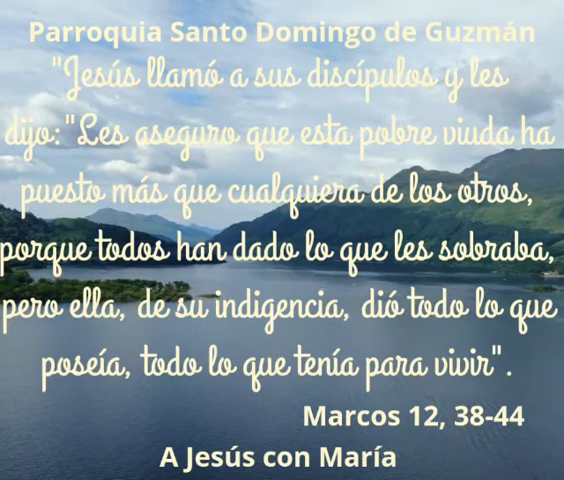 Parroquia Santo Domingo de Guzmán
"Jesús llamó a sus discípulos y les
dijo:"Les aseguro que esta pobre viuda ha
puesto más que cualquiera de los otros,
porque todos han dado lo que les sobraba,
pero ella, de su indigencia, dió todo lo que
poseía, todo lo que tenía para vivir".
Marcos 12, 38-44
A Jesús con María